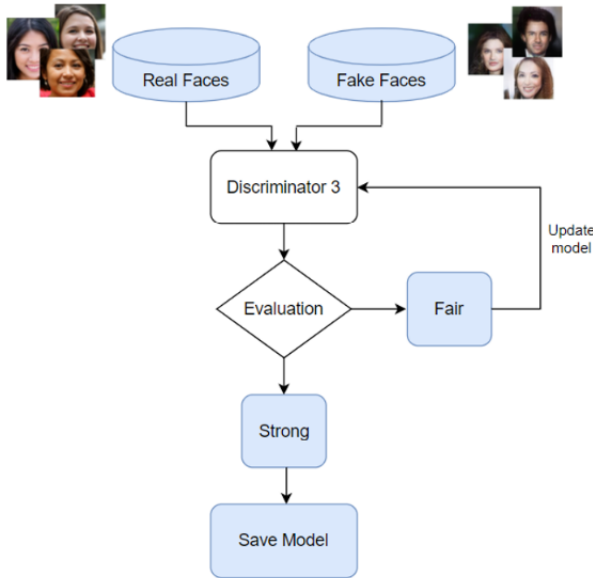 Real Faces
Fake Faces
Discriminator 3
Update
model
Evaluation
Fair
Strong
Save Model